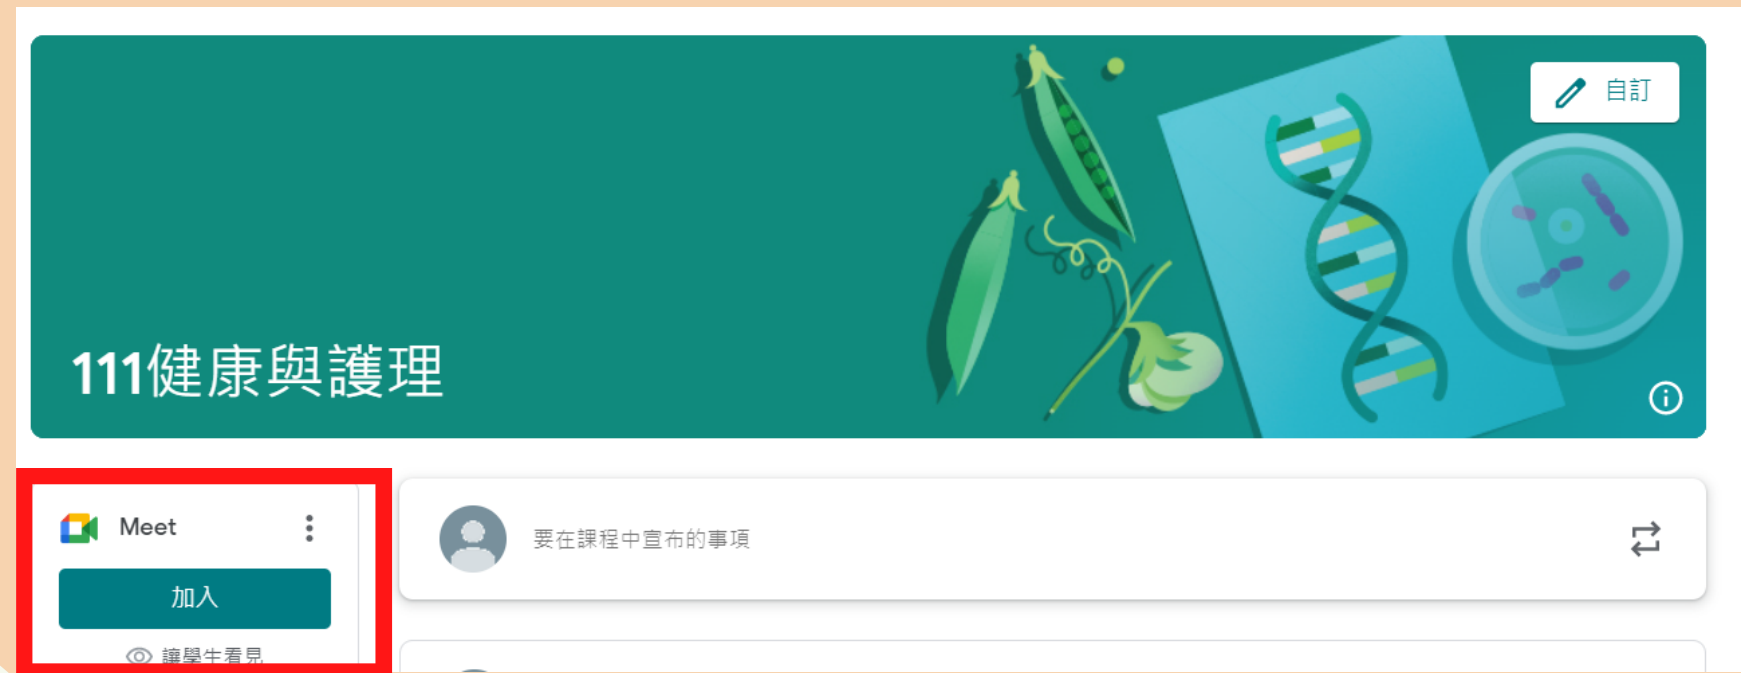 自訂
111健康與護理
Meet
加入
讓學生看見
要在課程中宣布的事項